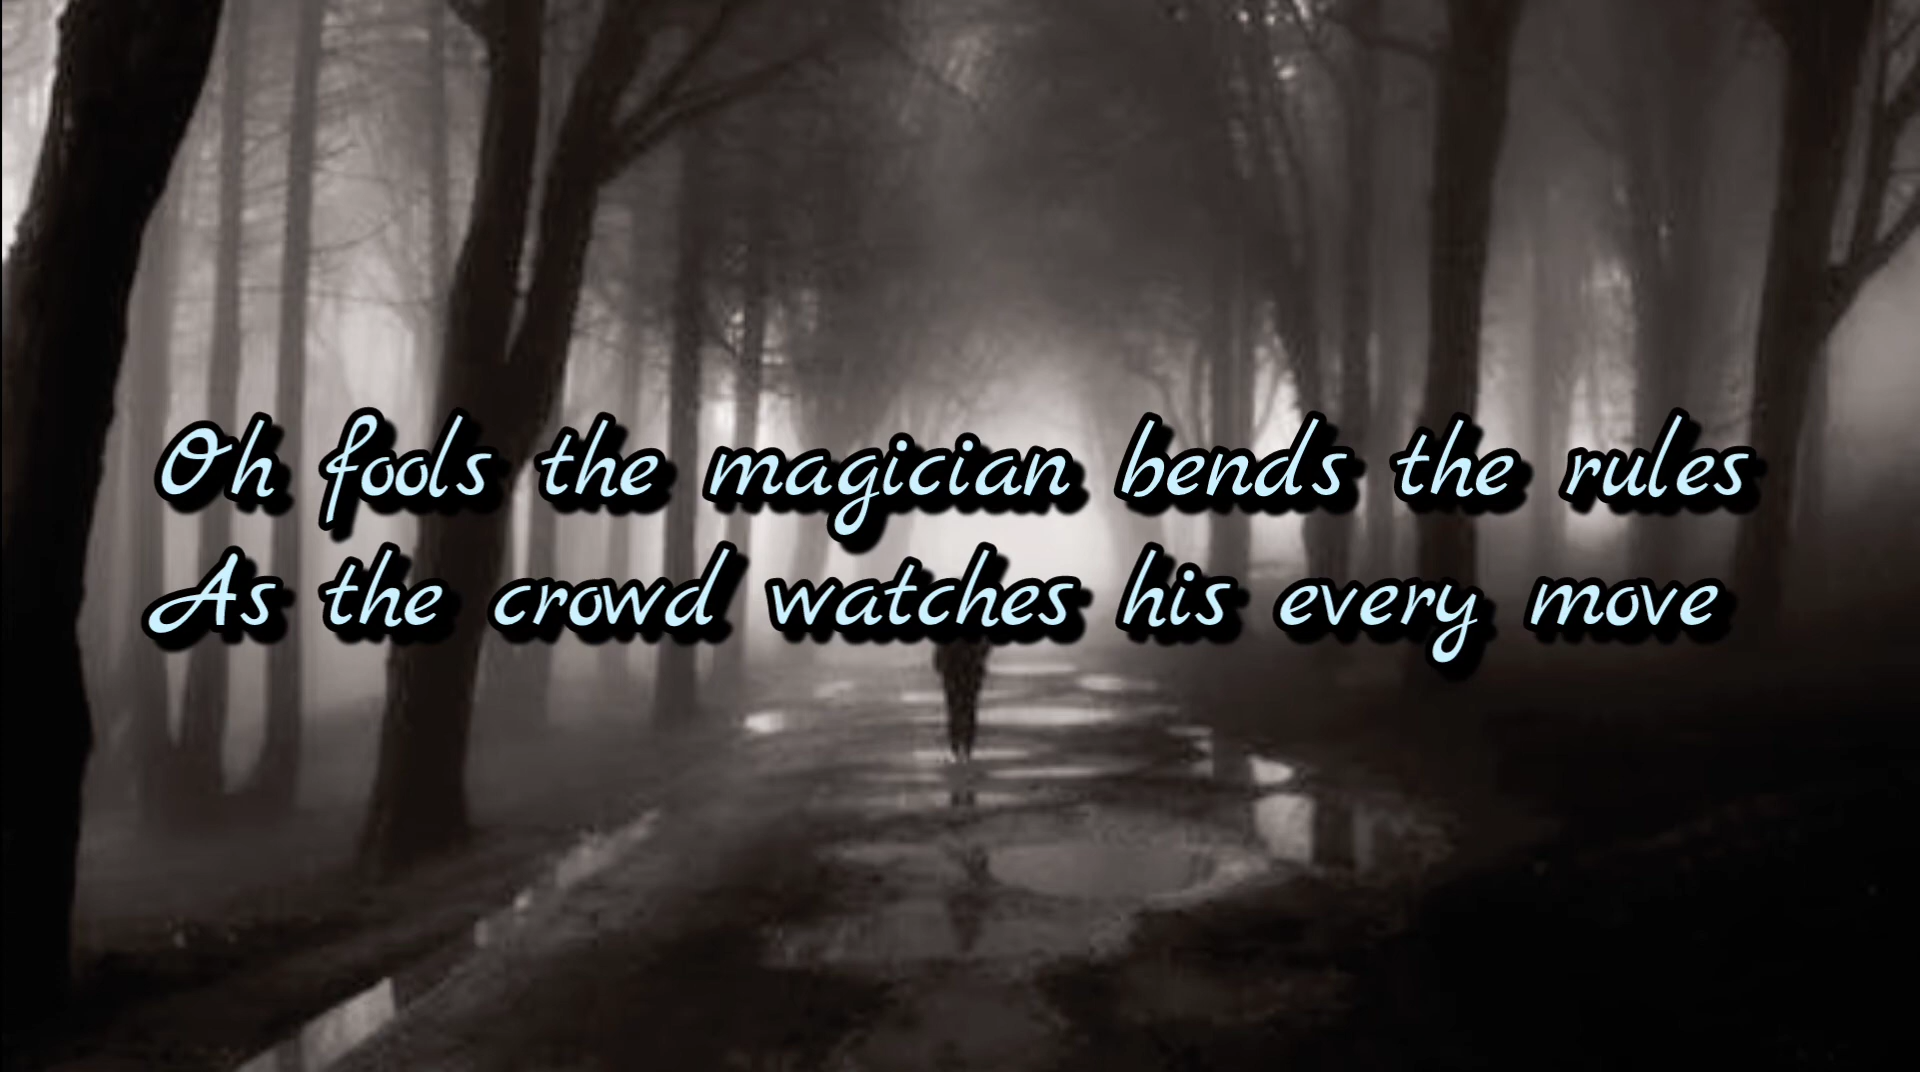 Oh fools the magician bends the rules
As the crowd watches his every move